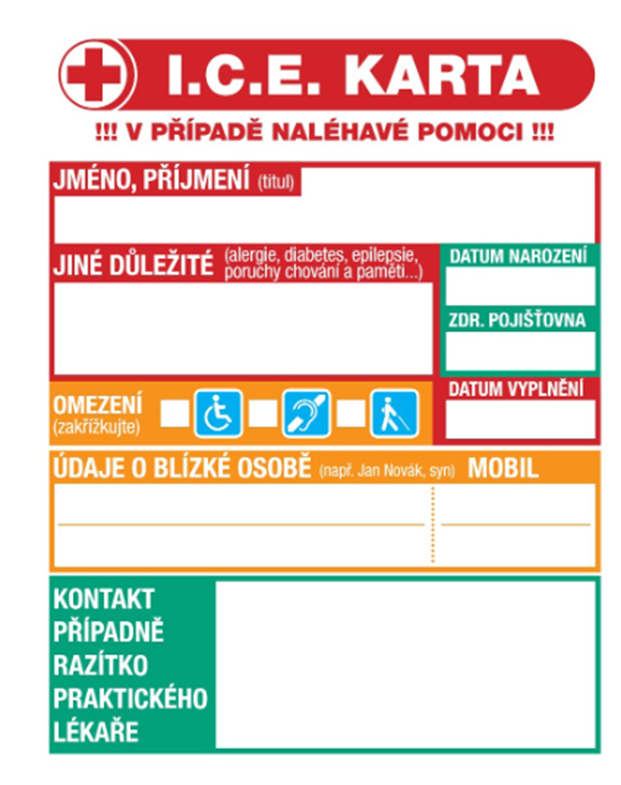 I.C.E. KARTA
!!! V PŘÍPADĚ NALÉHAVÉ POMOCI !!!
JMÉNO, PŘÍJMENÍ (titul)
JINÉ DŮLEŽITÉ (alergie, diabetes, epilepsie,
poruchy chování a paměti...)
DATUM NAROZENÍ
ZDR. POJIŠŤOVNA
DATUM VYPLNĚNÍ
OMEZENÍ
(zakřížkujte)
ÚDAJE O BLÍZKÉ OSOBĚ (např. Jan Novák, syn) MOBIL
KONTAKT
PŘÍPADNĚ
RAZÍTKO
PRAKTICKÉHO
LÉKAŘE